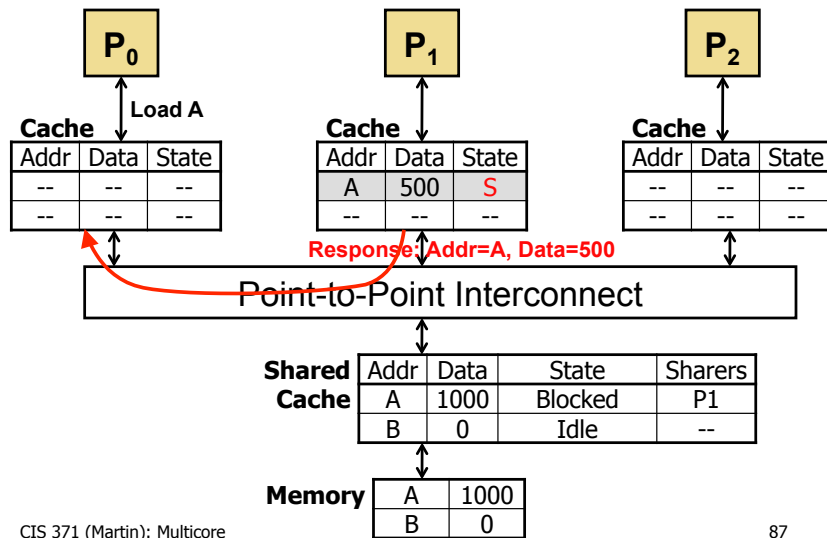 P0 P1 P2
Load A
Cache Cache Cache
Addr Data State Addr Data State Addr Data State
-- -- -- A 500 S -- -- --
-- -- -- -- -- -- -- -- --
Response: Addr=A, Data=500
Point-to-Point Interconnect
Shared Addr Data State Sharers
Cache A 1000 Blocked P1
B 0 Idle --
Memory A 1000
B 0
CIS 371 (Martin): Multicore 87